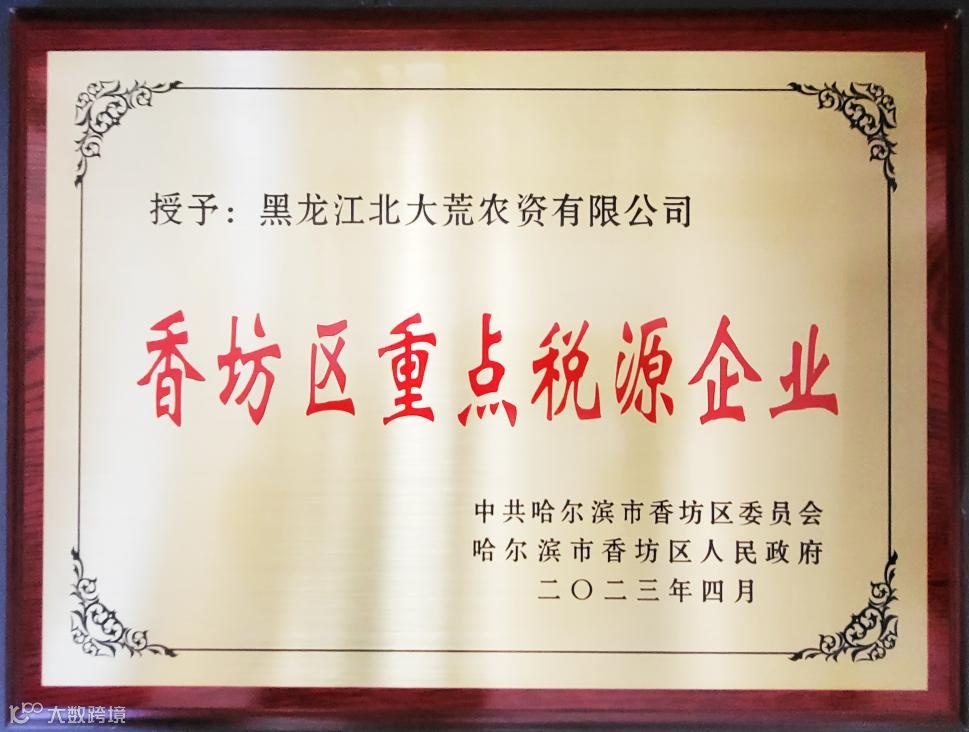 授予：黑龙江北大荒农资有限公司
香坊区重点税源企业
中共哈尔滨市香坊区委员会
哈尔滨市香坊区人民政府
二〇二三年四月
大数跨境